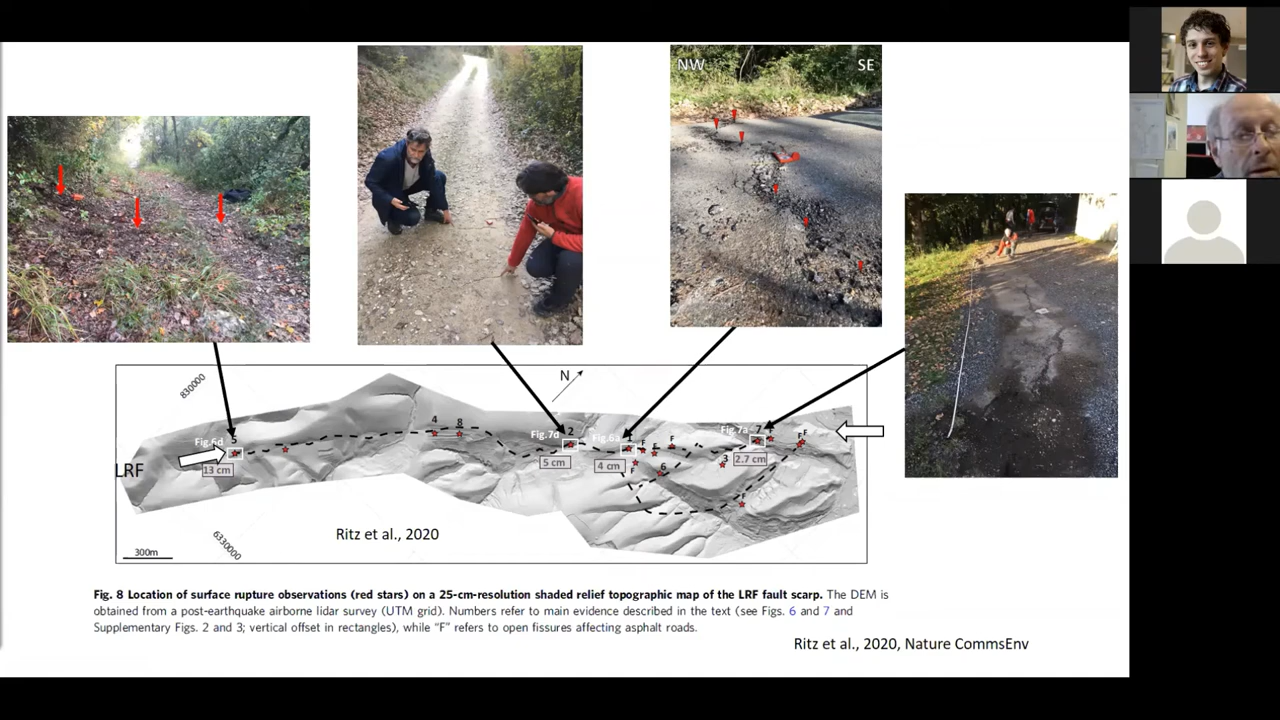 NW
SE
N
830000
4
8
Fig.6d
5
Fig.7d
2
Fig.6a
1
F
F
F
Fig.7a
7
F
F
F
LRF
13 cm
5 cm
4 cm
F
6
3
2.7 cm
F
Ritz et al., 2020
6330000
300m
Fig. 8 Location of surface rupture observations (red stars) on a 25-cm-resolution shaded relief topographic map of the LRF fault scarp. The DEM is
obtained from a post-earthquake airborne lidar survey (UTM grid). Numbers refer to main evidence described in the text (see Figs. 6 and 7 and
Supplementary Figs. 2 and 3; vertical offset in rectangles), while “F” refers to open fissures affecting asphalt roads.
Ritz et al., 2020, Nature CommsEnv